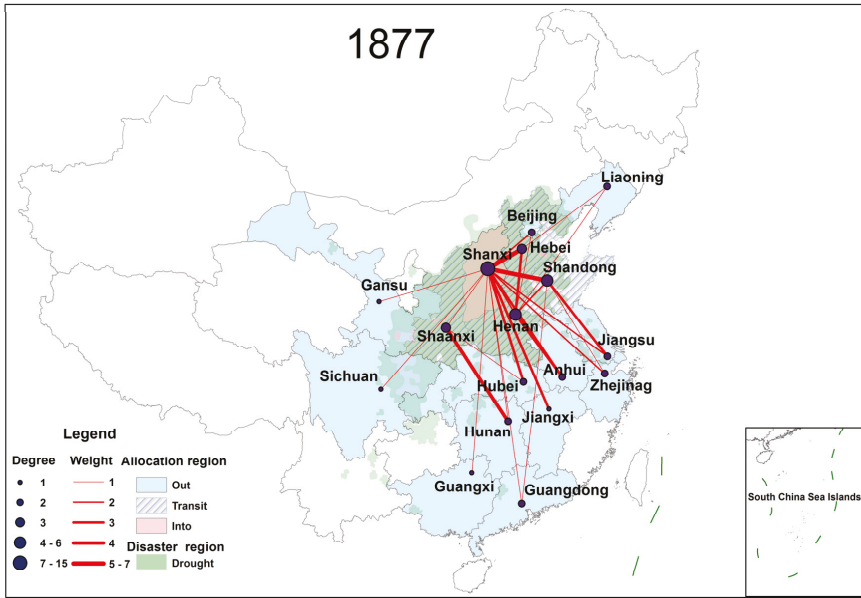 1877
Liaoning
Beijing
Hebei
Shanxi
Shandong
Gansu
Henan
Shaanxi
Jiangsu
Anhui
Sichuan
Hubei
Zhejinag
Jiangxi
Hunan
Guangxi
Guangdong
Legend
Degree Weight Allocation region
1 1 Out
2 2 Transit
3 3 Into
4 - 6 4 Disaster region
7 - 15 5 - 7 Drought
South China Sea Islands